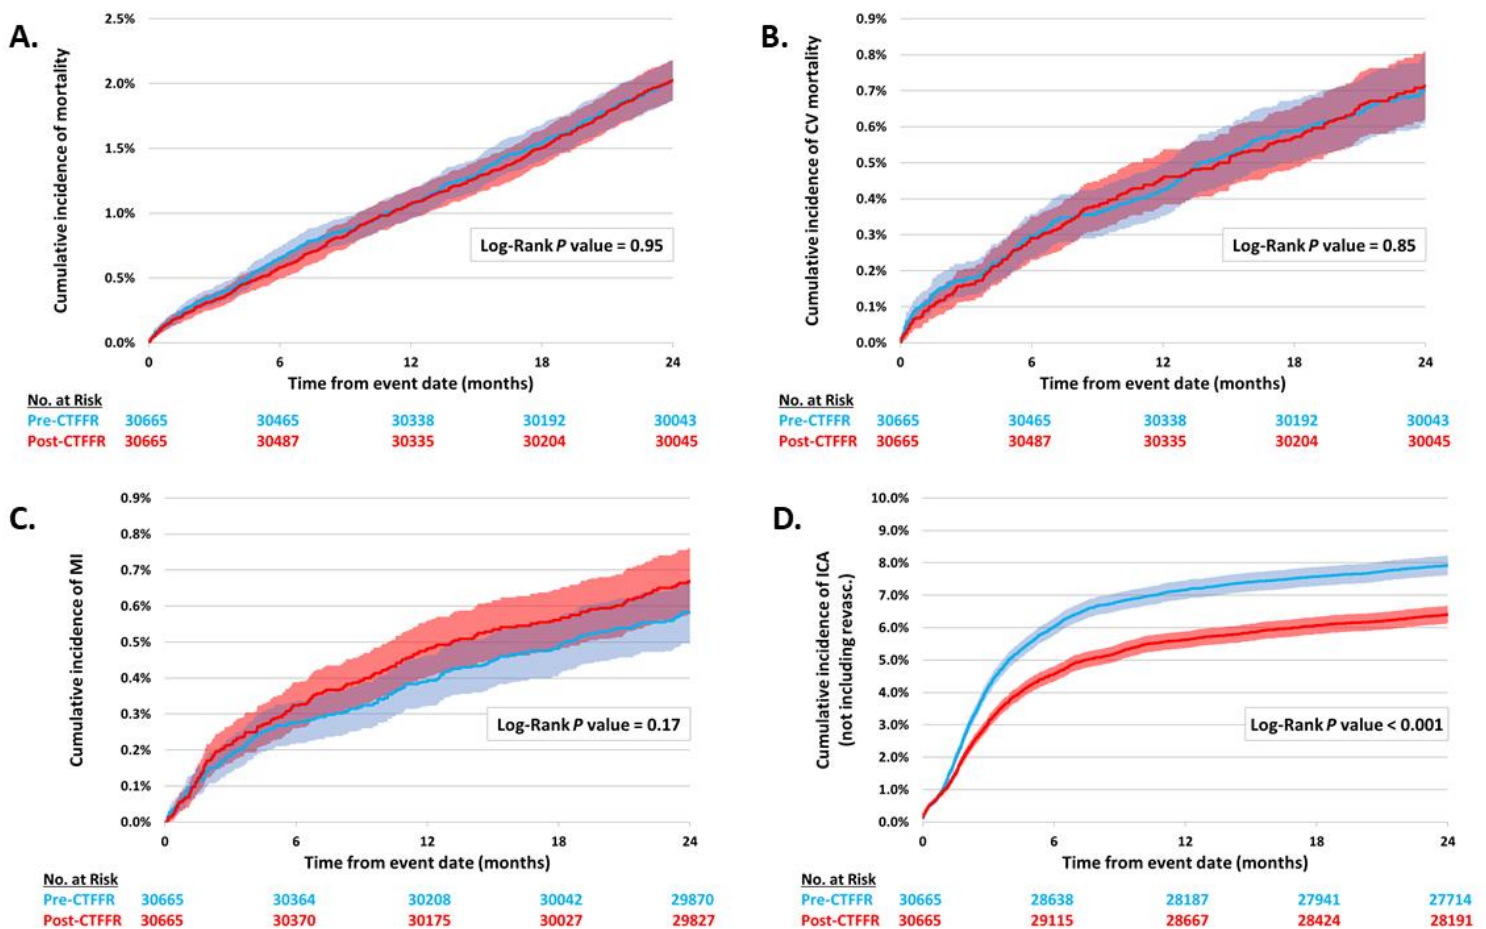 A.
Cumulative incidence of mortality
2.5%
2.0%
1.5%
1.0%
0.5%
0.0%
Log-Rank P value = 0.95
0 6 12 18 24
Time from event date (months)
No. at Risk
Pre-CTFFR 30665 30465 30338 30192 30043
Post-CTFFR 30665 30487 30335 30204 30045
B.
Cumulative incidence of CV mortality
0.9%
0.8%
0.7%
0.6%
0.5%
0.4%
0.3%
0.2%
0.1%
0.0%
Log-Rank P value = 0.85
0 6 12 18 24
Time from event date (months)
No. at Risk
Pre-CTFFR 30665 30465 30338 30192 30043
Post-CTFFR 30665 30487 30335 30204 30045
C.
Cumulative incidence of MI
0.9%
0.8%
0.7%
0.6%
0.5%
0.4%
0.3%
0.2%
0.1%
0.0%
Log-Rank P value = 0.17
0 6 12 18 24
Time from event date (months)
No. at Risk
Pre-CTFFR 30665 30364 30208 30042 29870
Post-CTFFR 30665 30370 30175 30027 29827
D.
Cumulative incidence of ICA
(not including revasc.)
10.0%
9.0%
8.0%
7.0%
6.0%
5.0%
4.0%
3.0%
2.0%
1.0%
0.0%
Log-Rank P value < 0.001
0 6 12 18 24
Time from event date (months)
No. at Risk
Pre-CTFFR 30665 28638 28187 27941 27714
Post-CTFFR 30665 29115 28667 28424 28191